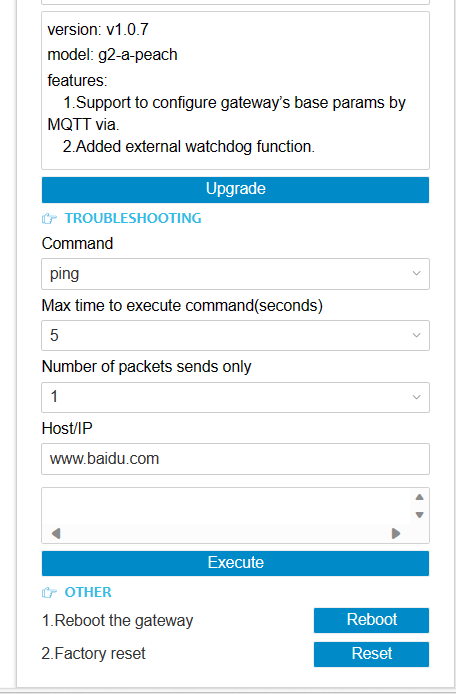 version: v1.0.7
model: g2-a-peach
features:
1.Support to configure gateway's base params by
MQTT via.
2.Added external watchdog function.
Upgrade
TROUBLESHOOTING
Command
ping
Max time to execute command(seconds)
5
Number of packets sends only
1
Host/IP
www.baidu.com
Execute
OTHER
1.Reboot the gateway Reboot
2.Factory reset Reset